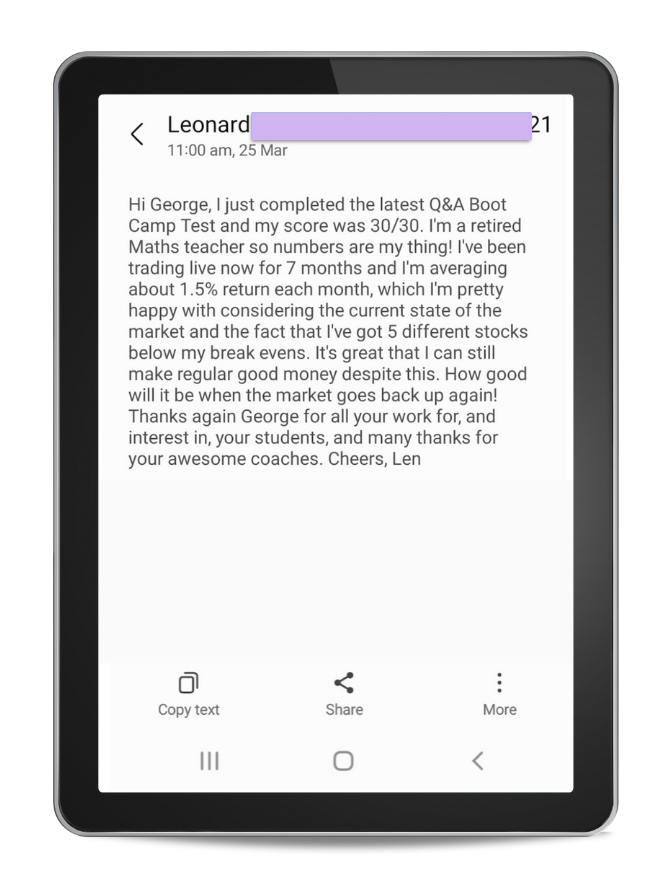 Leonard 21
11:00 am, 25 Mar
Hi George, I just completed the latest Q&A Boot
Camp Test and my score was 30/30. I'm a retired
Maths teacher so numbers are my thing! I've been
trading live now for 7 months and I'm averaging
about 1.5% return each month, which I'm pretty
happy with considering the current state of the
market and the fact that I've got 5 different stocks
below my break evens. It's great that I can still
make regular good money despite this. How good
will it be when the market goes back up again!
Thanks again George for all your work for, and
interest in, your students, and many thanks for
your awesome coaches. Cheers, Len
Copy text Share More